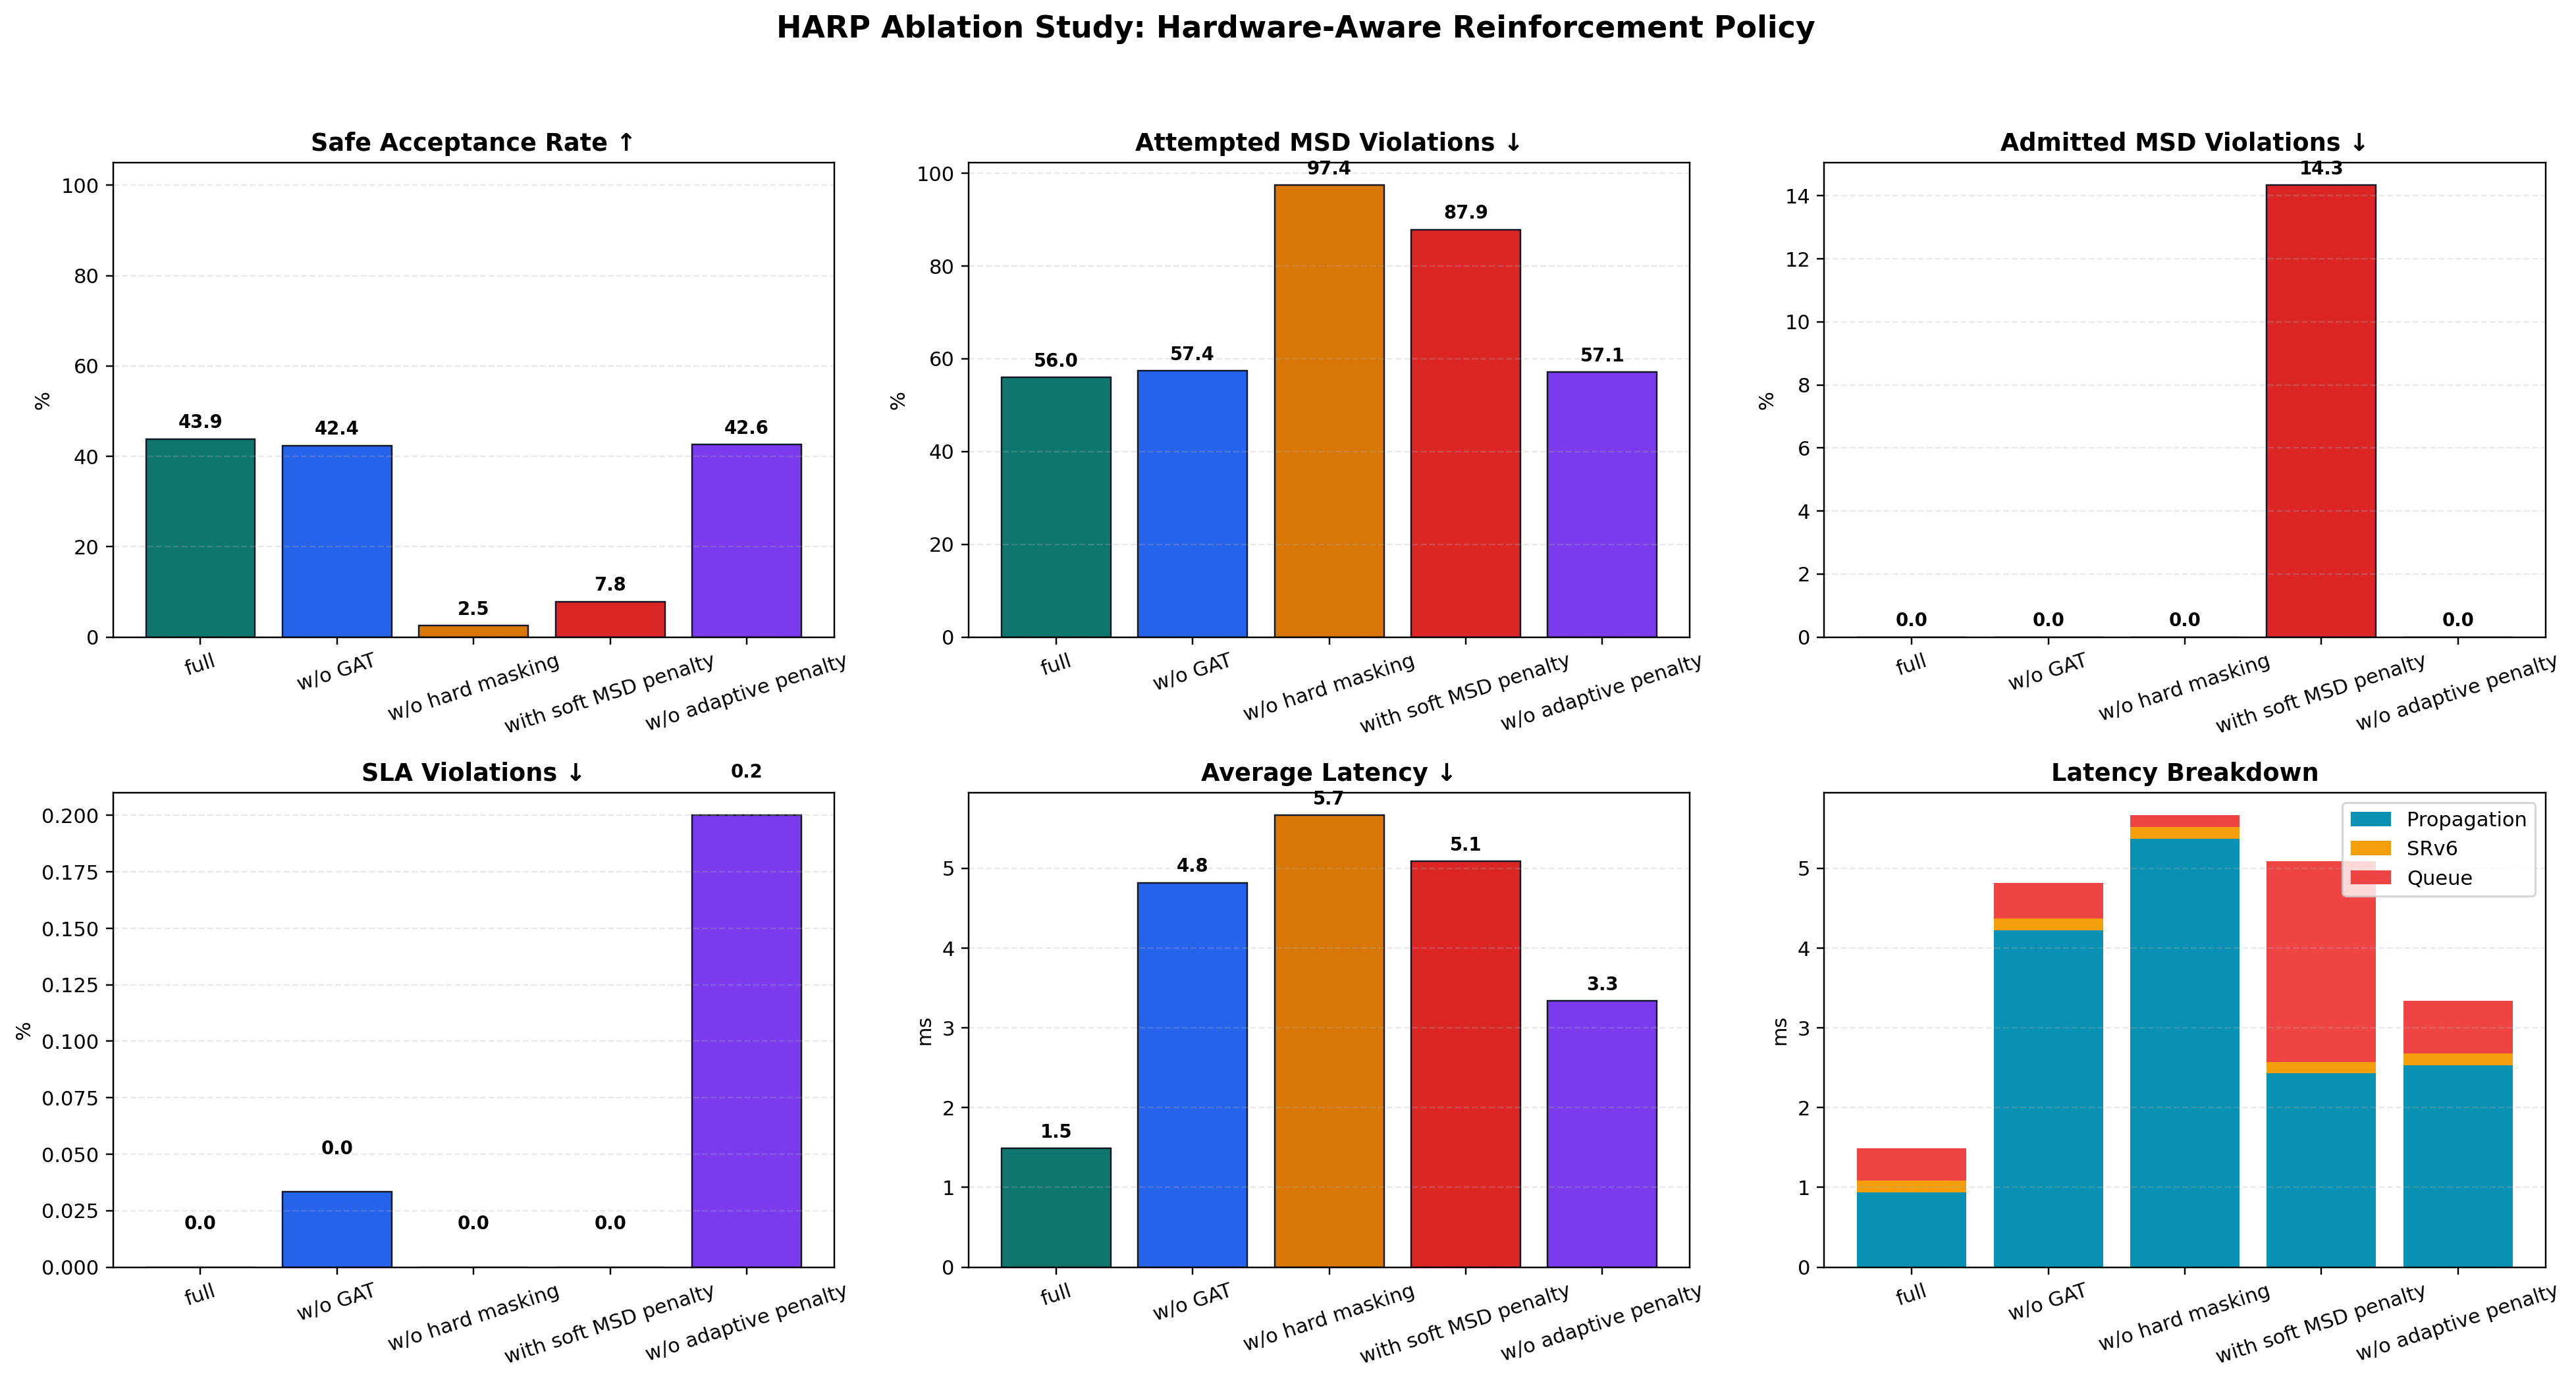 HARP Ablation Study: Hardware-Aware Reinforcement Policy
Safe Acceptance Rate ↑
%
100
80
60
40
20
0
43.9
42.4
2.5
7.8
42.6
full
w/o GAT
w/o hard masking
with soft MSD penalty
w/o adaptive penalty
Attempted MSD Violations ↓
%
100
80
60
40
20
0
56.0
57.4
97.4
87.9
57.1
full
w/o GAT
w/o hard masking
with soft MSD penalty
w/o adaptive penalty
Admitted MSD Violations ↓
%
14
12
10
8
6
4
2
0
0.0
0.0
0.0
14.3
0.0
full
w/o GAT
w/o hard masking
with soft MSD penalty
w/o adaptive penalty
SLA Violations ↓
%
0.200
0.175
0.150
0.125
0.100
0.075
0.050
0.025
0.000
0.0
0.0
0.0
0.0
0.2
full
w/o GAT
w/o hard masking
with soft MSD penalty
w/o adaptive penalty
Average Latency ↓
ms
5
4
3
2
1
0
1.5
4.8
5.7
5.1
3.3
full
w/o GAT
w/o hard masking
with soft MSD penalty
w/o adaptive penalty
Latency Breakdown
ms
5
4
3
2
1
0
Propagation
SRv6
Queue
full
w/o GAT
w/o hard masking
with soft MSD penalty
w/o adaptive penalty